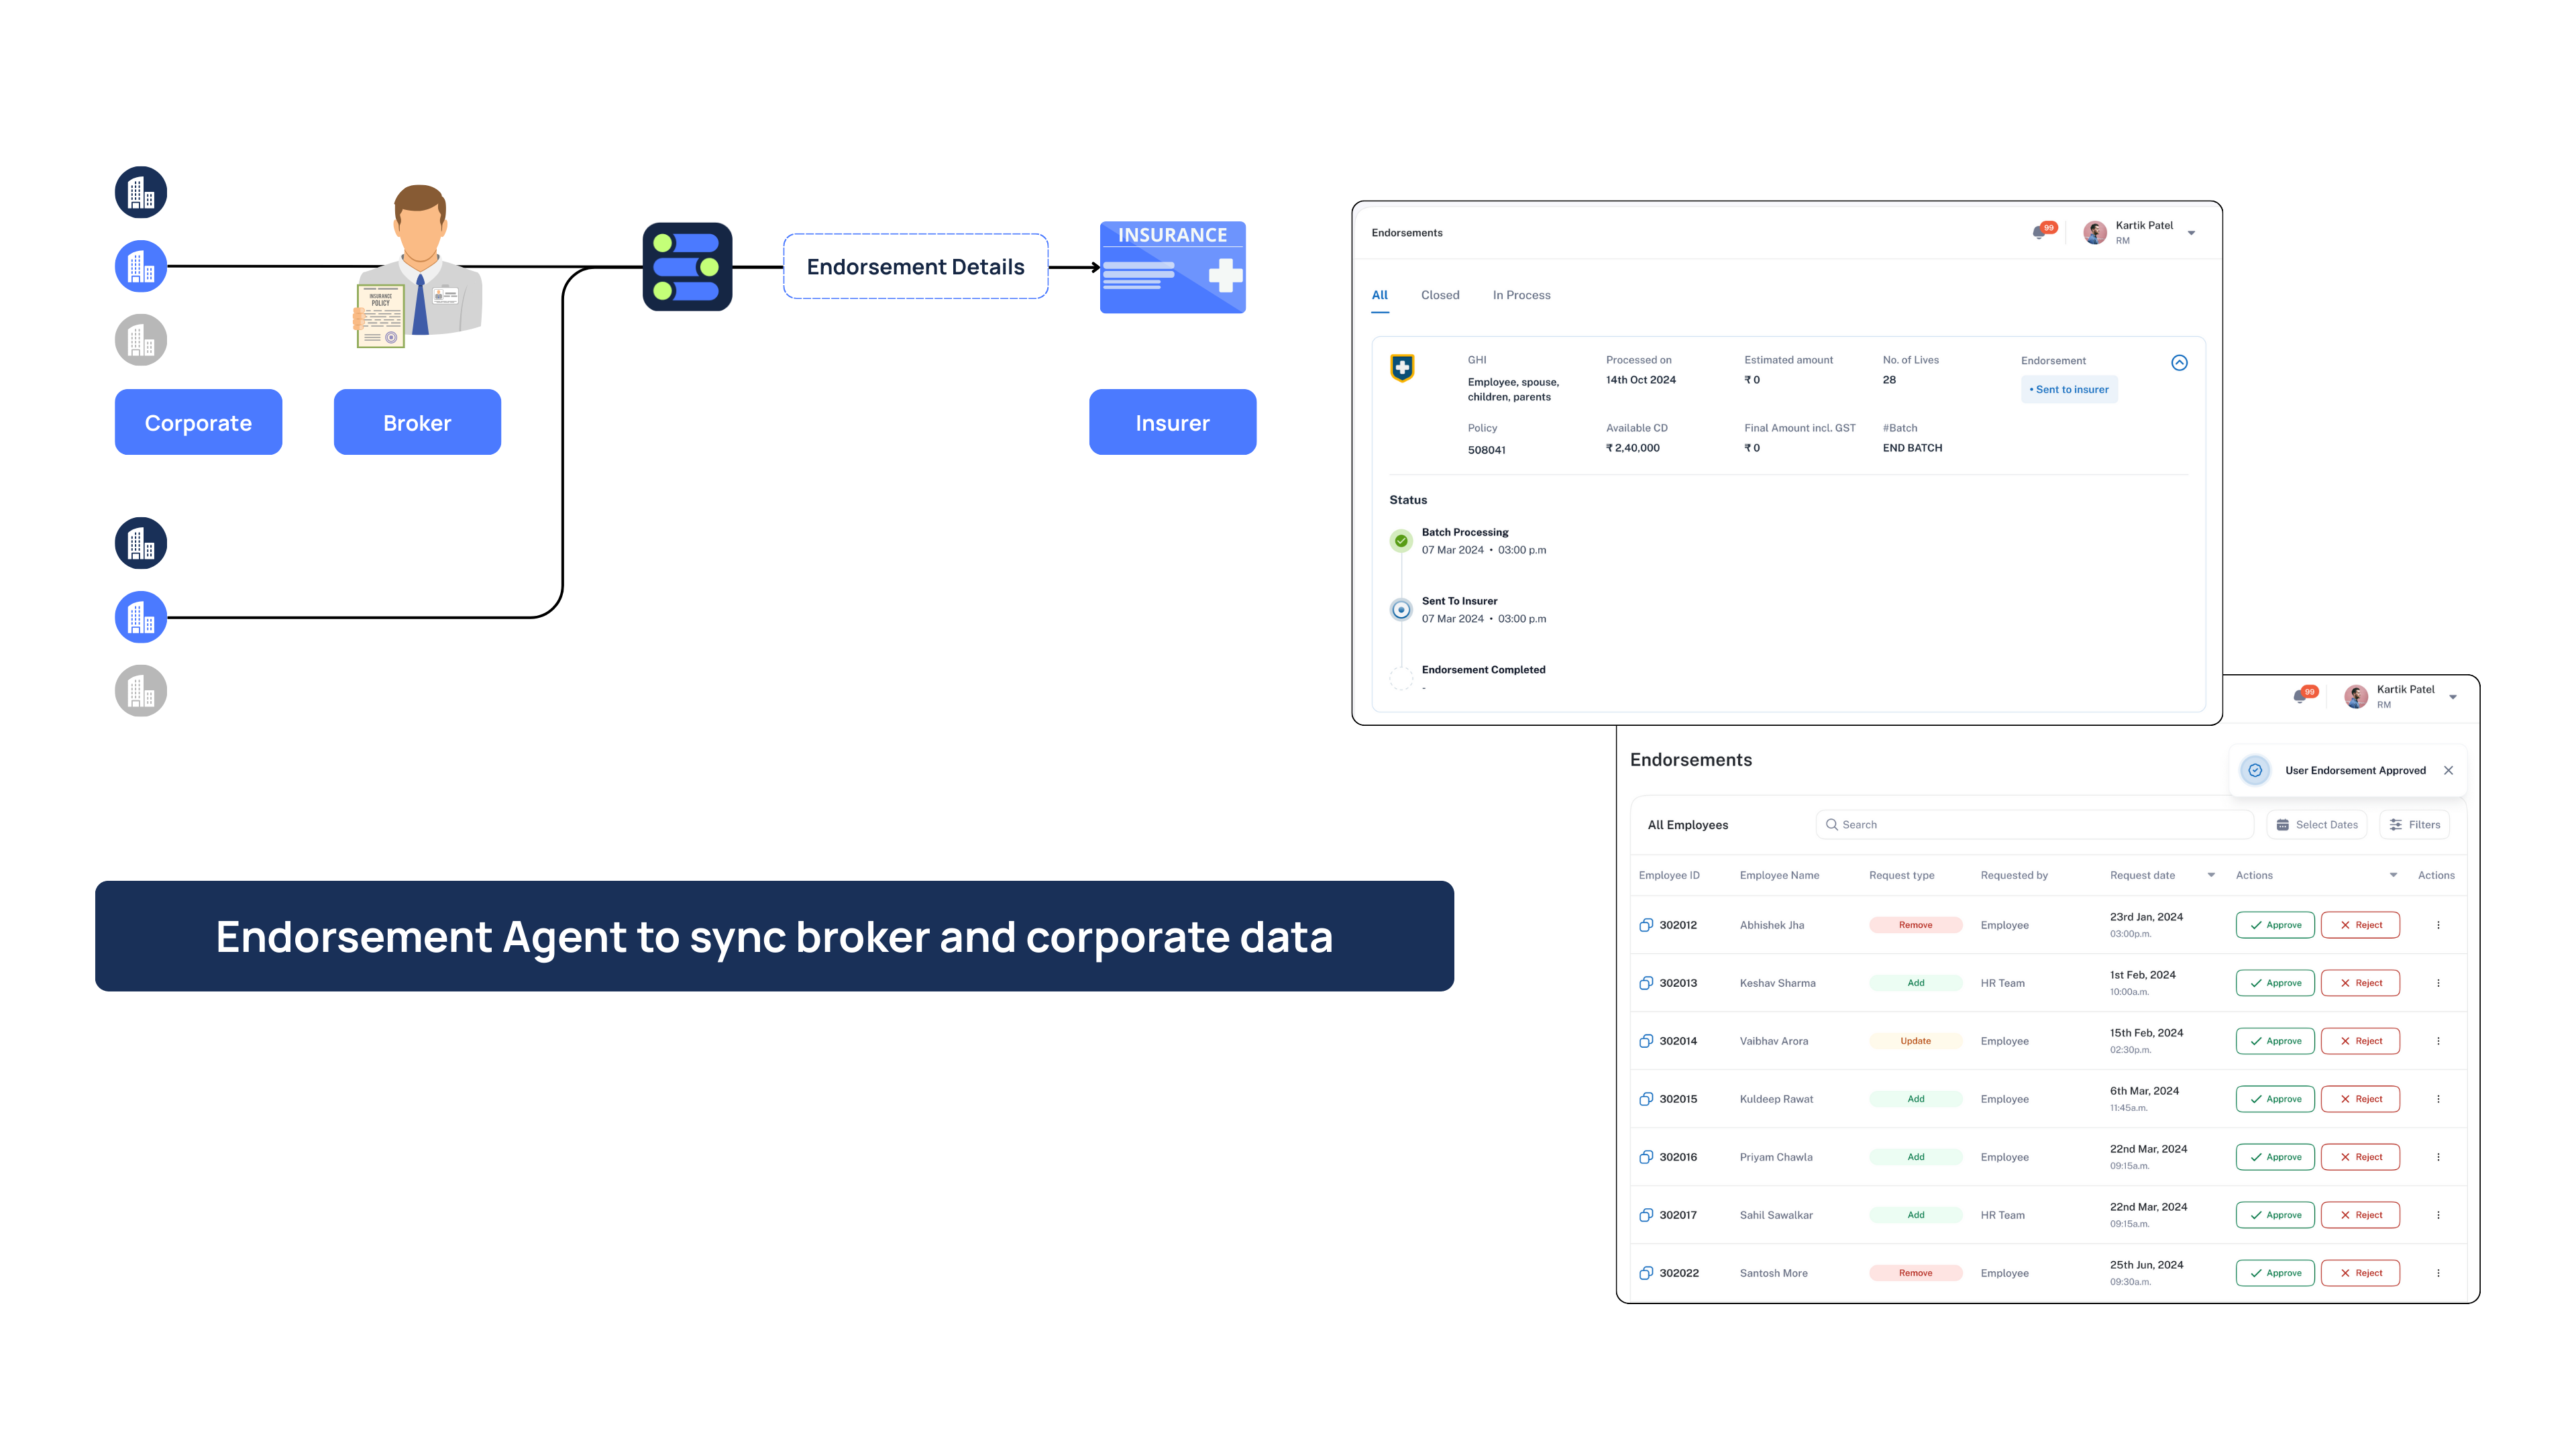 INSURANCE
POLICY
Endorsement Details
INSURANCE
Corporate
Broker
Insurer
Endorsement Agent to sync broker and corporate data
Endorsements
99
Kartik Patel
RM
All
Closed
In Process
GHI
Employee, spouse,
children, parents
Processed on
14th Oct 2024
Estimated amount
₹ 0
No. of Lives
28
Endorsement
• Sent to insurer
Policy
508041
Available CD
₹ 2,40,000
Final Amount incl. GST
₹ 0
#Batch
END BATCH
Status
Batch Processing
07 Mar 2024 • 03:00 p.m
Sent To Insurer
07 Mar 2024 • 03:00 p.m
Endorsement Completed
-
99
Kartik Patel
RM
Endorsements
User Endorsement Approved
All Employees
Search
Select Dates
Filters
Employee ID Employee Name Request type Requested by Request date Actions Actions
302012 Abhishek Jha Remove Employee 23rd Jan, 2024 Approve Reject
03:00p.m.
302013 Keshav Sharma Add HR Team 1st Feb, 2024 Approve Reject
10:00a.m.
302014 Vaibhav Arora Update Employee 15th Feb, 2024 Approve Reject
02:30p.m.
302015 Kuldeep Rawat Add Employee 6th Mar, 2024 Approve Reject
11:45a.m.
302016 Priyam Chawla Add Employee 22nd Mar, 2024 Approve Reject
09:15a.m.
302017 Sahil Sawalkar Add HR Team 22nd Mar, 2024 Approve Reject
09:15a.m.
302022 Santosh More Remove Employee 25th Jun, 2024 Approve Reject
09:30a.m.